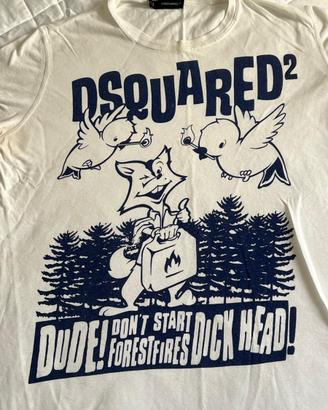 DSQUARED2
DUDE! DON'T START FORESTFIRES DICK HEAD!